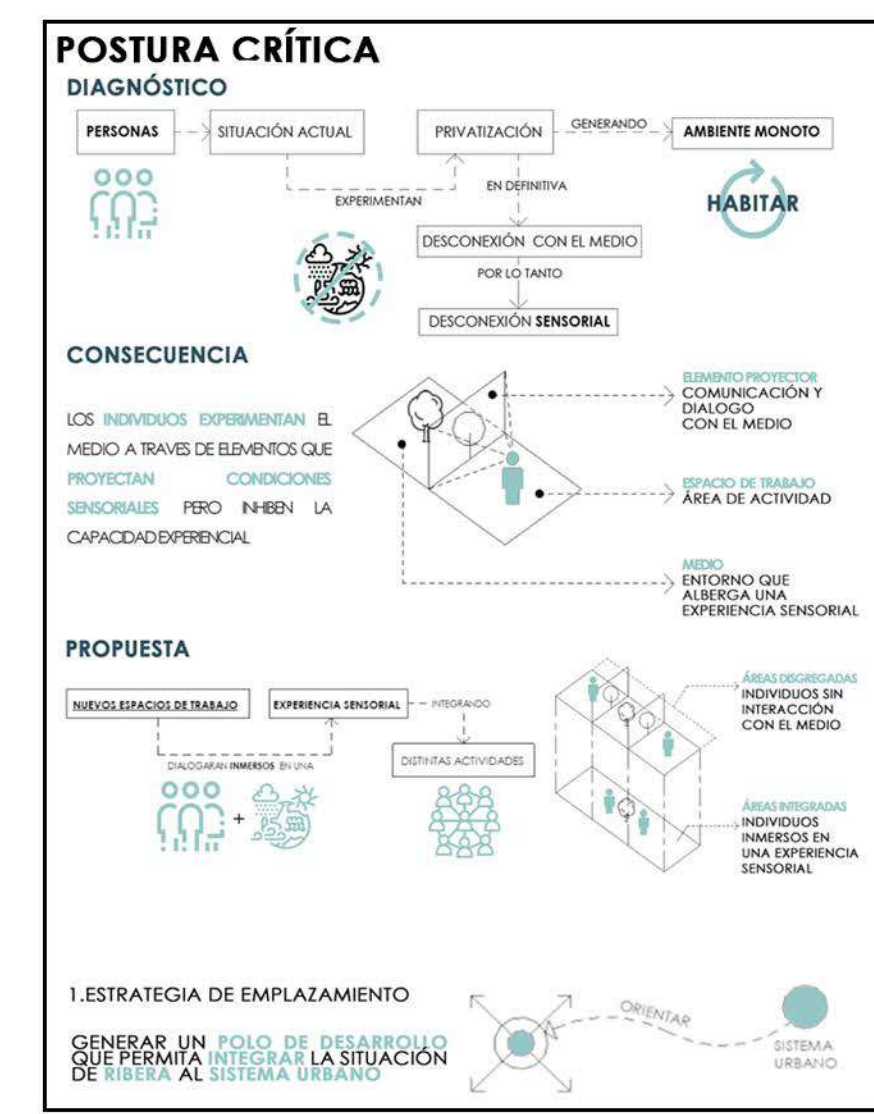 POSTURA CRÍTICA
DIAGNÓSTICO
PERSONAS
SITUACIÓN ACTUAL
PRIVATIZACIÓN
GENERANDO
AMBIENTE MONOTO
EXPERIMENTAN
EN DEFINITIVA
HABITAR
DESCONEXIÓN CON EL MEDIO
POR LO TANTO
DESCONEXIÓN SENSORIAL
CONSECUENCIA
LOS INDIVIDUOS EXPERIMENTAN EL
MEDIO A TRAVES DE ELEMENTOS QUE
PROYECTAN CONDICIONES
SENSORIALES PERO INHIBEN LA
CAPACIDAD EXPERIENCIAL
ELEMENTO PROYECTOR
COMUNICACIÓN Y
DIALOGO
CON EL MEDIO
ESPACIO DE TRABAJO
ÁREA DE ACTIVIDAD
MEDIO
ENTORNO QUE
ALBERGA UNA
EXPERIENCIA SENSORIAL
PROPUESTA
NUEVOS ESPACIOS DE TRABAJO
EXPERIENCIA SENSORIAL
INTEGRANDO
DIALOGARAN INMERSOS EN UNA
DISTINTAS ACTIVIDADES
+
ÁREAS DISGREGADAS
INDIVIDUOS SIN
INTERACCIÓN
CON EL MEDIO
ÁREAS INTEGRADAS
INDIVIDUOS
INMERSOS EN
UNA EXPERIENCIA
SENSORIAL
1.ESTRATEGIA DE EMPLAZAMIENTO
GENERAR UN POLO DE DESARROLLO
QUE PERMITA INTEGRAR LA SITUACIÓN
DE RIBERA AL SISTEMA URBANO
ORIENTAR
SISTEMA
URBANO